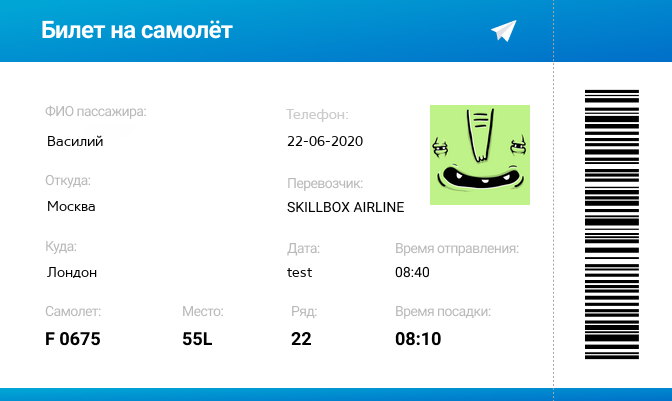 Билет на самолёт
ФИО пассажира:
Василий
Телефон:
22-06-2020
Откуда:
Москва
Перевозчик:
SKILLBOX AIRLINE
Куда:
Лондон
Дата:
test
Время отправления:
08:40
Самолет:
F 0675
Место:
55L
Ряд:
22
Время посадки:
08:10